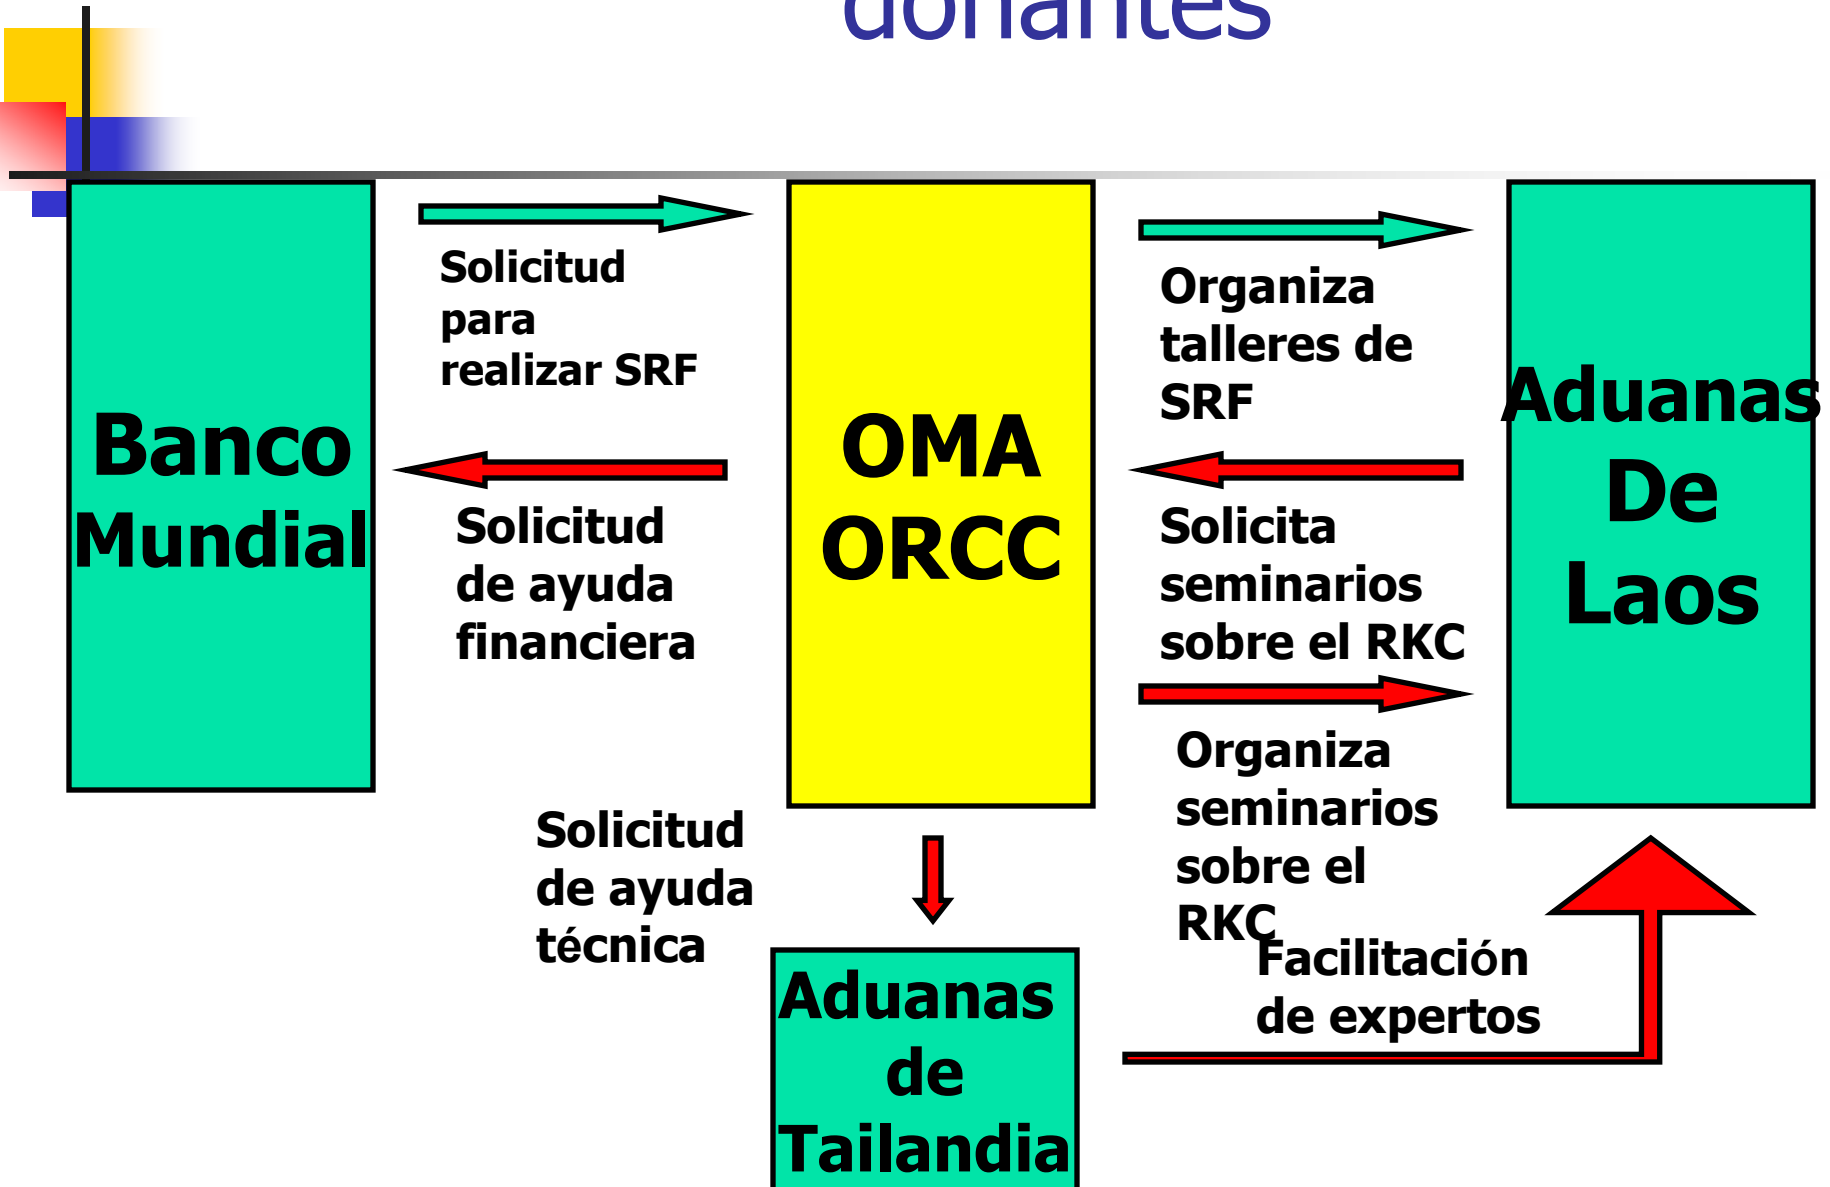 donantes
Solicitud
para
realizar SRF
Organiza
talleres de
SRF
Banco
Mundial
OMA
ORCC
Aduanas
De
Laos
Solicitud
de ayuda
financiera
Solicita
seminarios
sobre el RKC
Organiza
seminarios
sobre el
RKC
Solicitud
de ayuda
técnica
Facilitación
de expertos
Aduanas
de
Tailandia